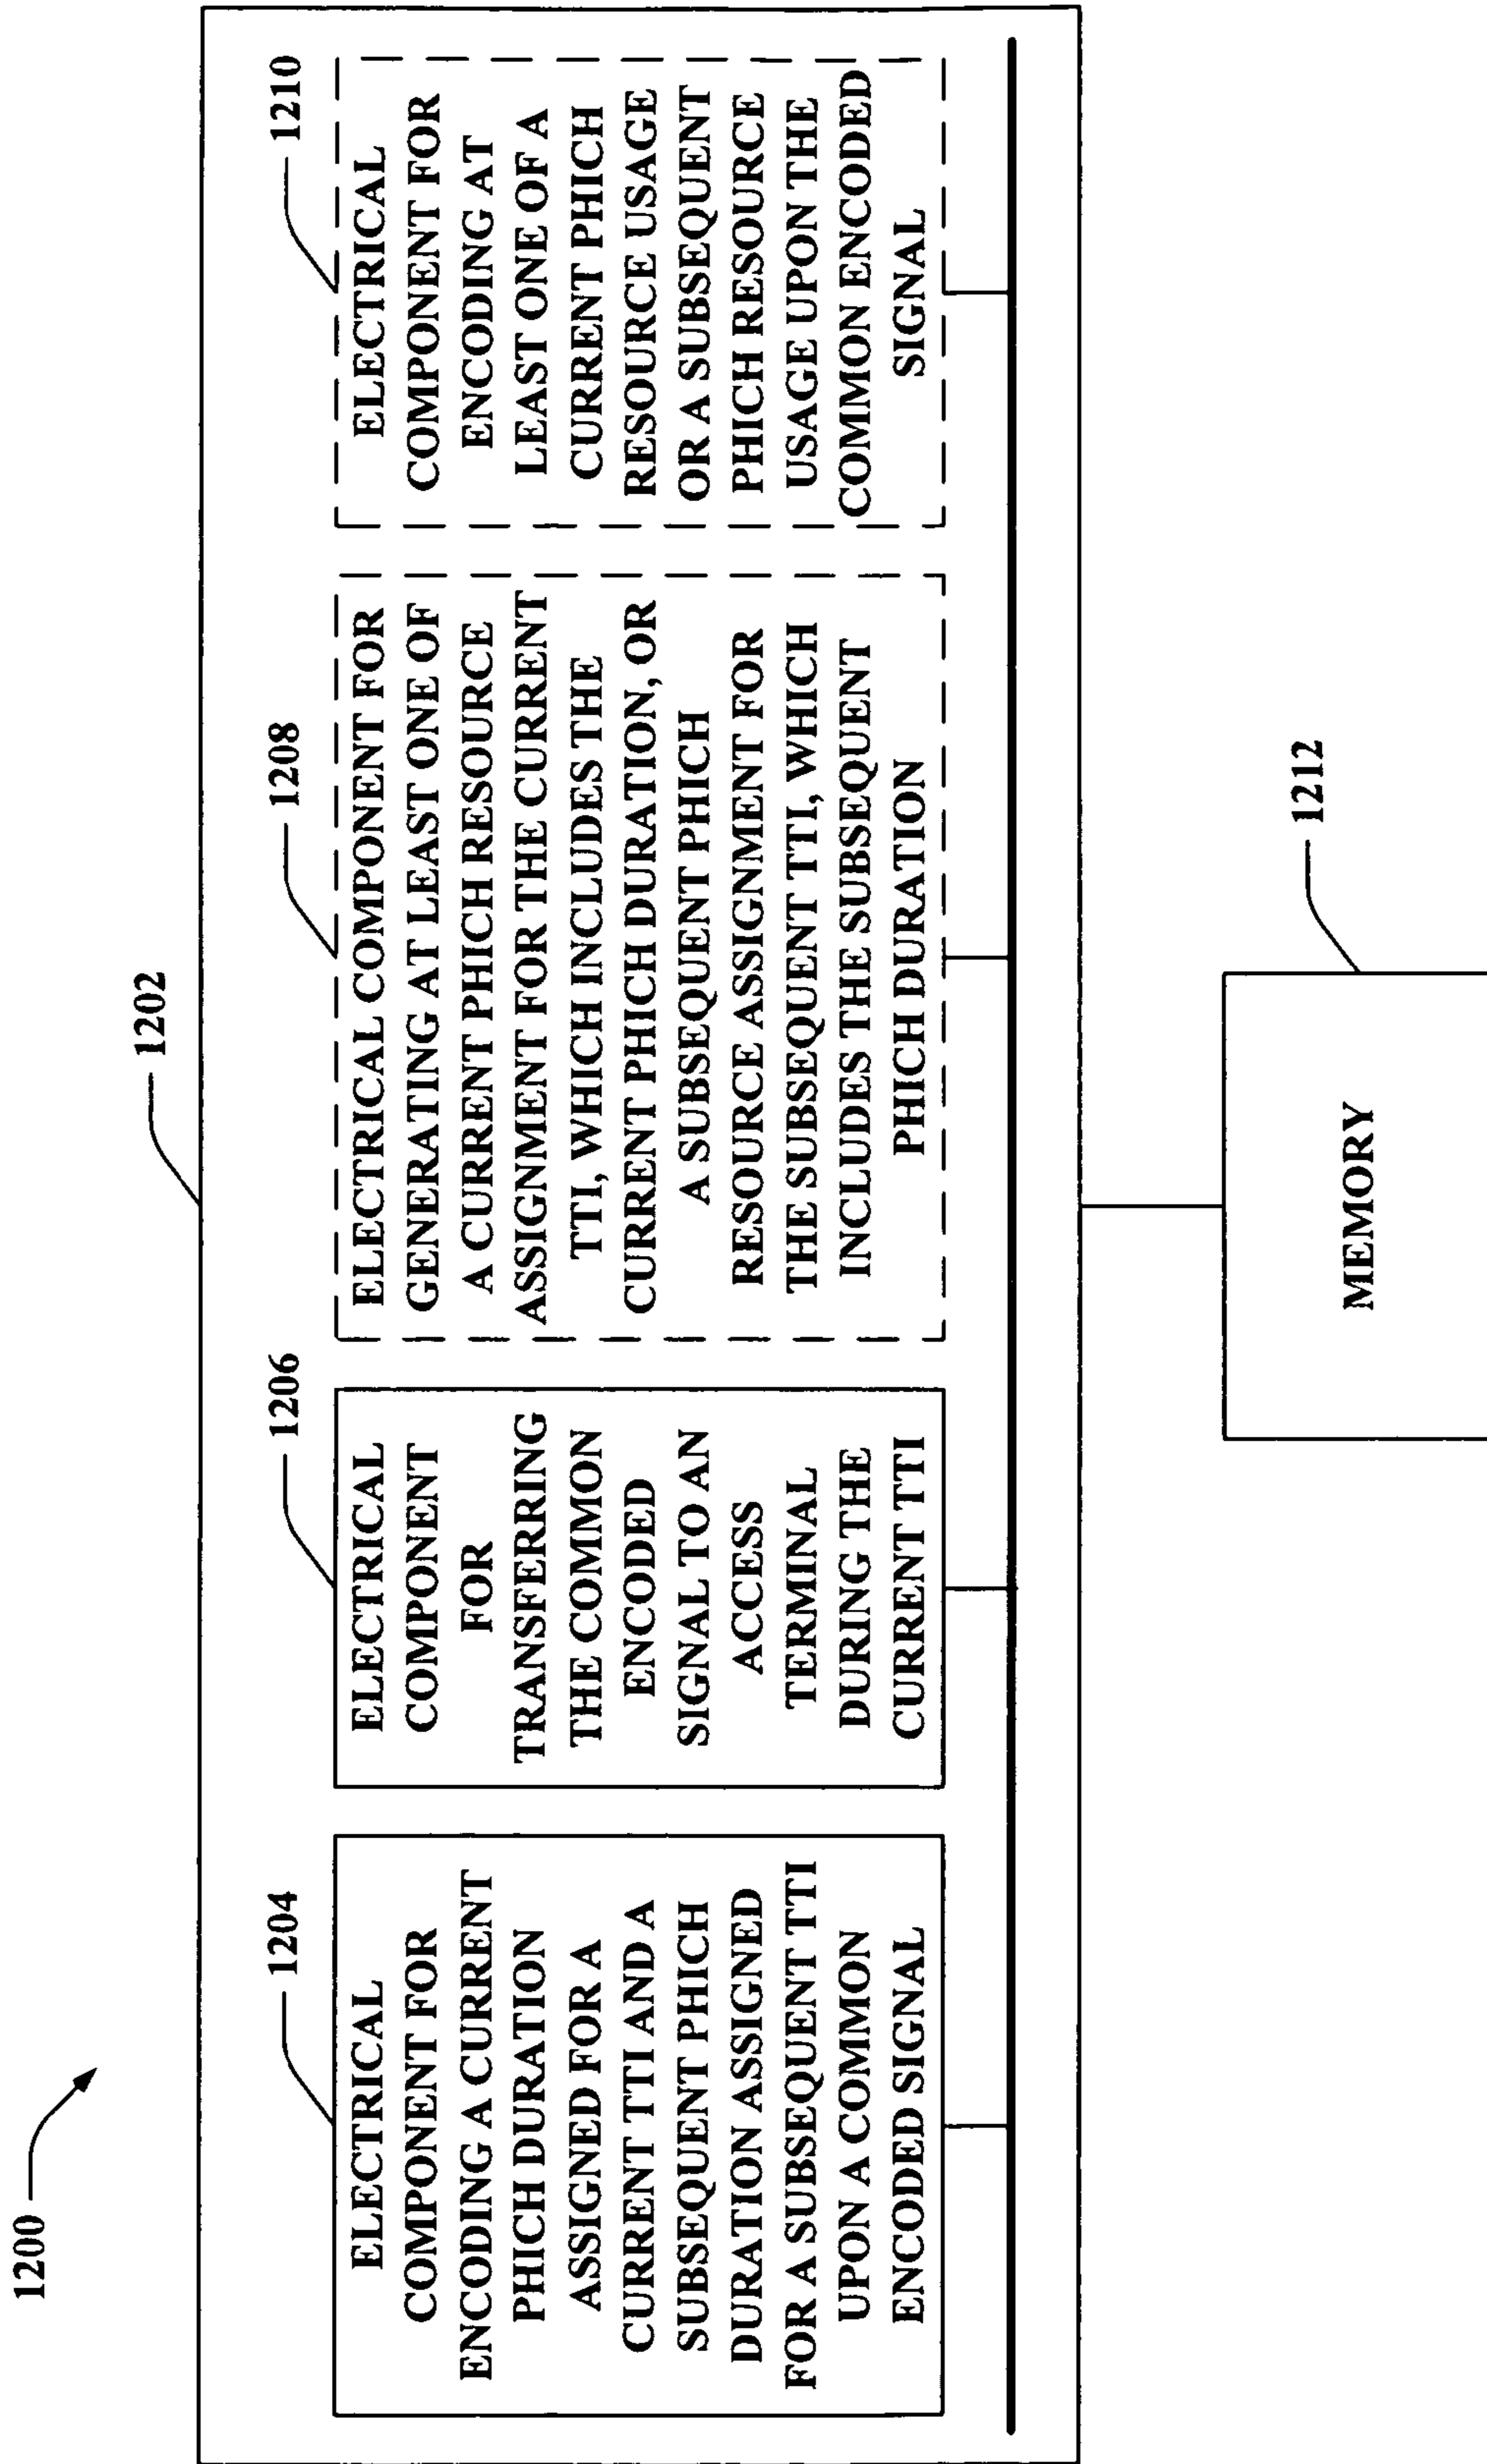 1200
1202
1204
ELECTRICAL
COMPONENT FOR
ENCODING A CURRENT
PHICH DURATION
ASSIGNED FOR A
CURRENT TTI AND A
SUBSEQUENT PHICH
DURATION ASSIGNED
FOR A SUBSEQUENT TTI
UPON A COMMON
ENCODED SIGNAL
1206
ELECTRICAL
COMPONENT
FOR
TRANSFERRING
THE COMMON
ENCODED
SIGNAL TO AN
ACCESS
TERMINAL
DURING THE
CURRENT TTI
1208
ELECTRICAL COMPONENT FOR
GENERATING AT LEAST ONE OF
A CURRENT PHICH RESOURCE
ASSIGNMENT FOR THE CURRENT
TTI, WHICH INCLUDES THE
CURRENT PHICH DURATION, OR
A SUBSEQUENT PHICH
RESOURCE ASSIGNMENT FOR
THE SUBSEQUENT TTI, WHICH
INCLUDES THE SUBSEQUENT
PHICH DURATION
1210
ELECTRICAL
COMPONENT FOR
ENCODING AT
LEAST ONE OF A
CURRENT PHICH
RESOURCE USAGE
OR A SUBSEQUENT
PHICH RESOURCE
USAGE UPON THE
COMMON ENCODED
SIGNAL
1212
MEMORY